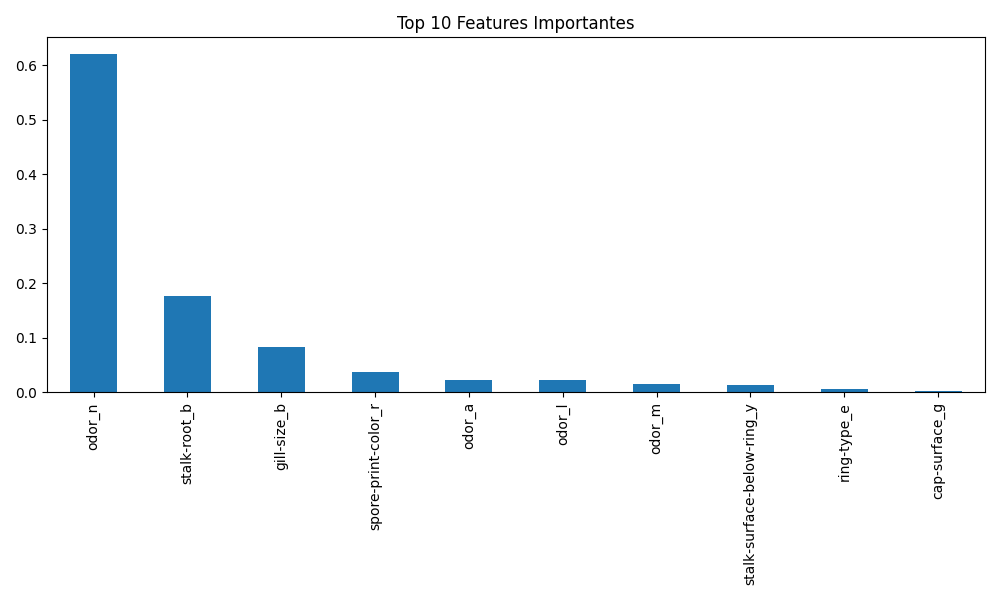 Top 10 Features Importantes
0.6
0.5
0.4
0.3
0.2
0.1
0.0
odor_n
stalk-root_b
gill-size_b
spore-print-color_r
odor_a
odor_l
odor_m
stalk-surface-below-ring_y
ring-type_e
cap-surface_g